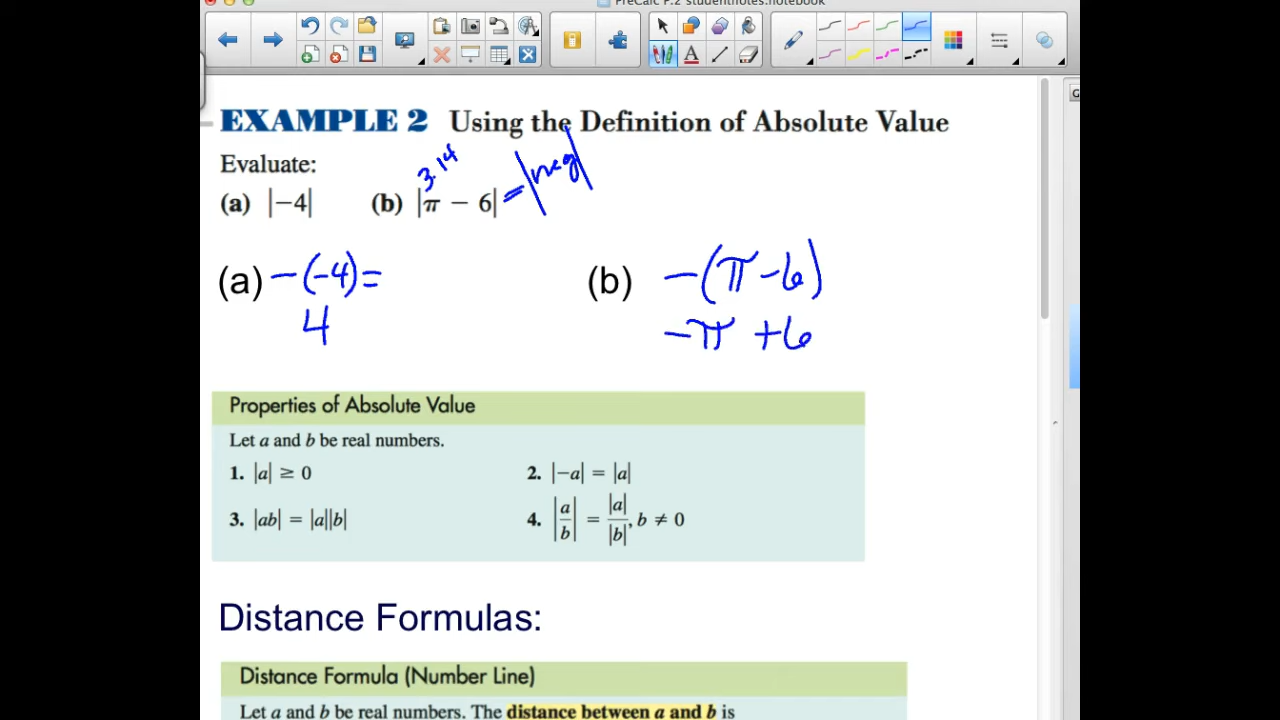 PreCalc P.2 studentnotes.notebook
EXAMPLE 2 Using the Definition of Absolute Value
Evaluate:
3.14
(a) |−4| (b) |π − 6| = |neg|
(a) −(−4) = (b) −(π − 6)
4 −π + 6
Properties of Absolute Value
Let a and b be real numbers.
1. |a| ≥ 0 2. |−a| = |a|
3. |ab| = |a||b| 4. |a/b| = |a|/|b|, b ≠ 0
Distance Formulas:
Distance Formula (Number Line)
Let a and b be real numbers. The distance between a and b is